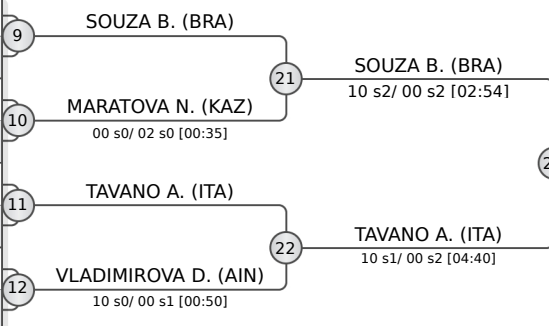 SOUZA B. (BRA)
9
21
SOUZA B. (BRA)
10 s2/ 00 s2 [02:54]
MARATOVA N. (KAZ)
10
00 s0/ 02 s0 [00:35]
TAVANO A. (ITA)
11
22
TAVANO A. (ITA)
10 s1/ 00 s2 [04:40]
VLADIMIROVA D. (AIN)
12
10 s0/ 00 s1 [00:50]